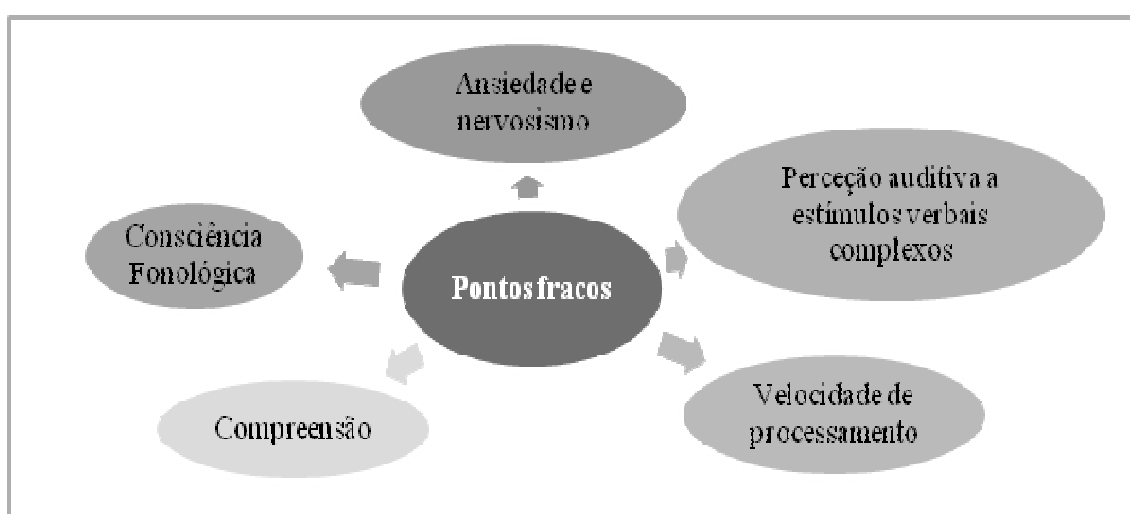 Ansiedade e
nervosismo
Perceção auditiva a
estímulos verbais
complexos
Consciência
Fonológica
Pontos fracos
Compreensão
Velocidade de
processamento